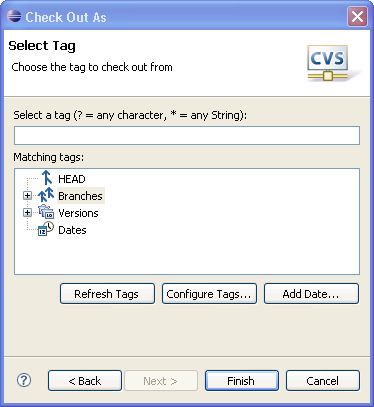 Check Out As
Select Tag
Choose the tag to check out from
CVS
Select a tag (? = any character, * = any String):
Matching tags:
HEAD
Branches
Versions
Dates
Refresh Tags Configure Tags... Add Date...
? < Back Next > Finish Cancel